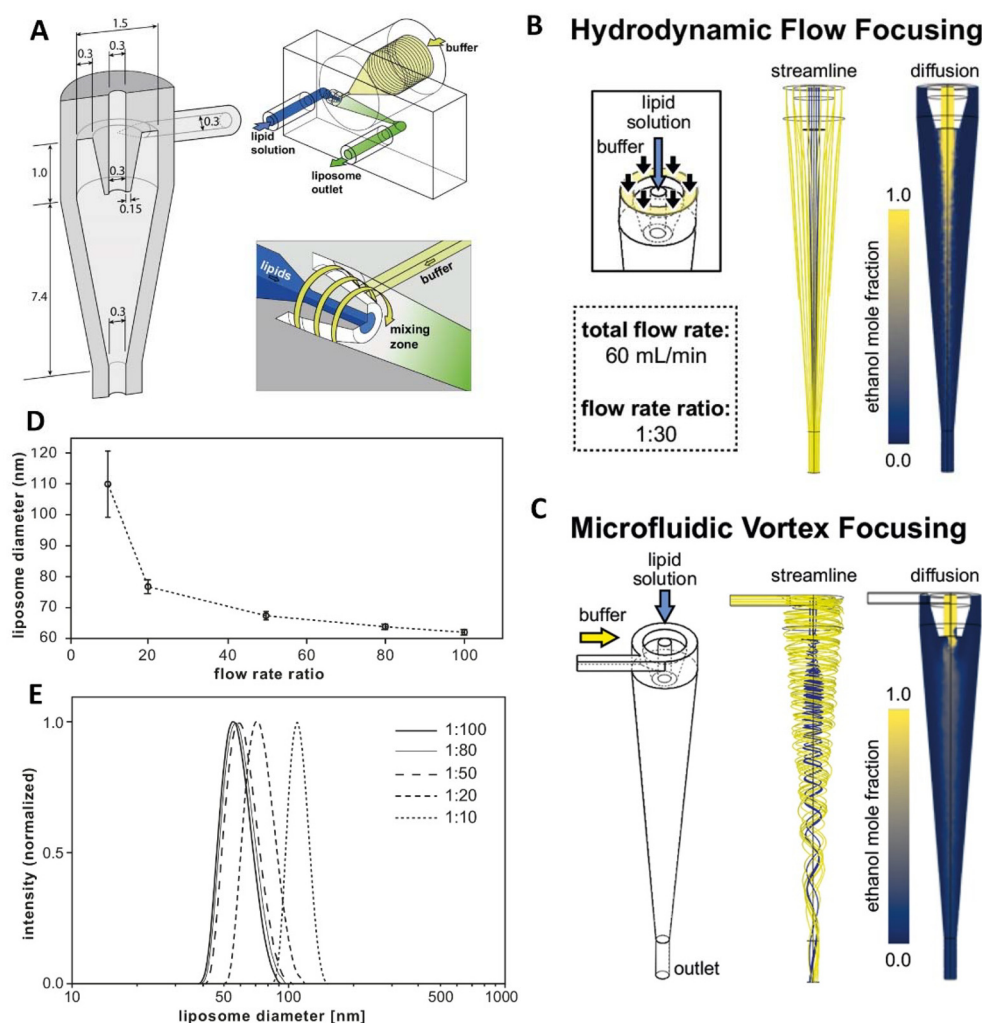 A
1.5
0.3
0.3
0.3
1.0
0.3
0.15
7.4
0.3
buffer
lipid
solution
liposome
outlet
lipids
buffer
mixing
zone
B
Hydrodynamic Flow Focusing
streamline
diffusion
lipid
solution
buffer
total flow rate:
60 mL/min
flow rate ratio:
1:30
1.0
ethanol mole fraction
0.0
C
Microfluidic Vortex Focusing
lipid
solution
buffer
streamline
diffusion
1.0
ethanol mole fraction
0.0
outlet
D
liposome diameter (nm)
120
110
100
90
80
70
60
0 20 40 60 80 100
flow rate ratio
E
intensity (normalized)
1.0
0.5
0.0
1:100
1:80
1:50
1:20
1:10
10 50 100 500 1000
liposome diameter [nm]